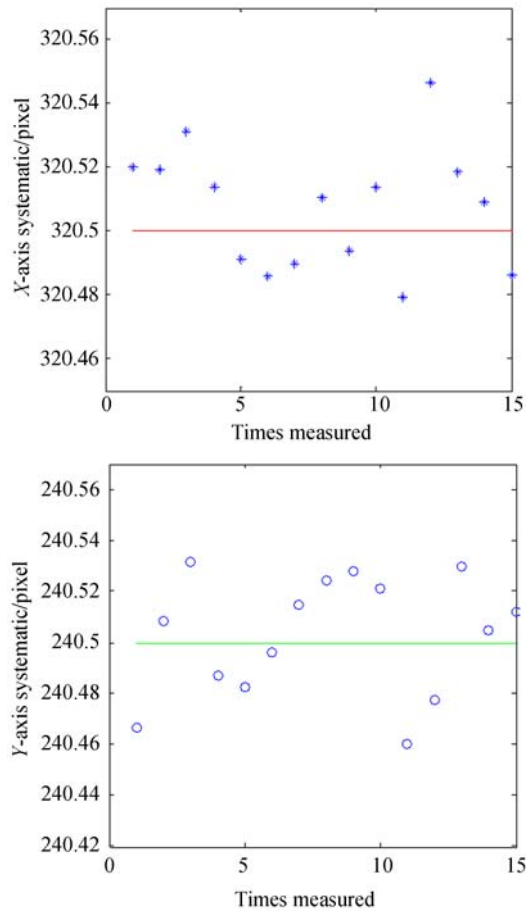 320.56
320.54
320.52
320.5
320.48
320.46
X-axis systematic/pixel
0 5 10 15
Times measured
240.56
240.54
240.52
240.5
240.48
240.46
240.44
240.42
Y-axis systematic/pixel
0 5 10 15
Times measured